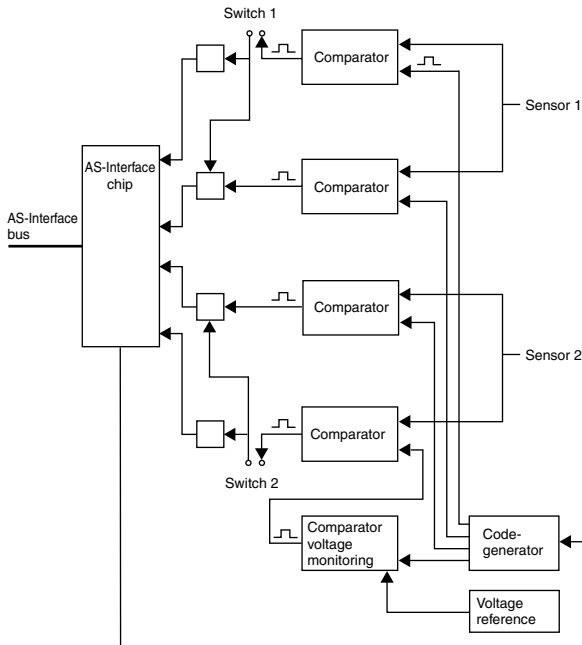 Switch 1
Comparator
Sensor 1
AS-Interface
chip
Comparator
AS-Interface
bus
Comparator
Sensor 2
Comparator
Switch 2
Comparator
voltage
monitoring
Code-
generator
Voltage
reference